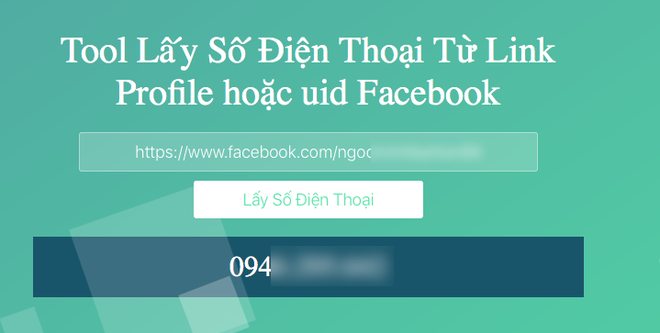 Tool Lấy Số Điện Thoại Từ Link
Profile hoặc uid Facebook
https://www.facebook.com/ngoc
Lấy Số Điện Thoại
094